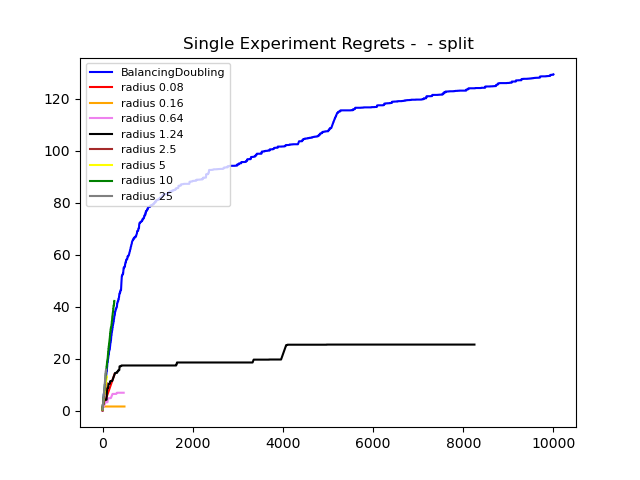 Single Experiment Regrets -  - split
BalancingDoubling
radius 0.08
radius 0.16
radius 0.64
radius 1.24
radius 2.5
radius 5
radius 10
radius 25
120
100
80
60
40
20
0
0 2000 4000 6000 8000 10000